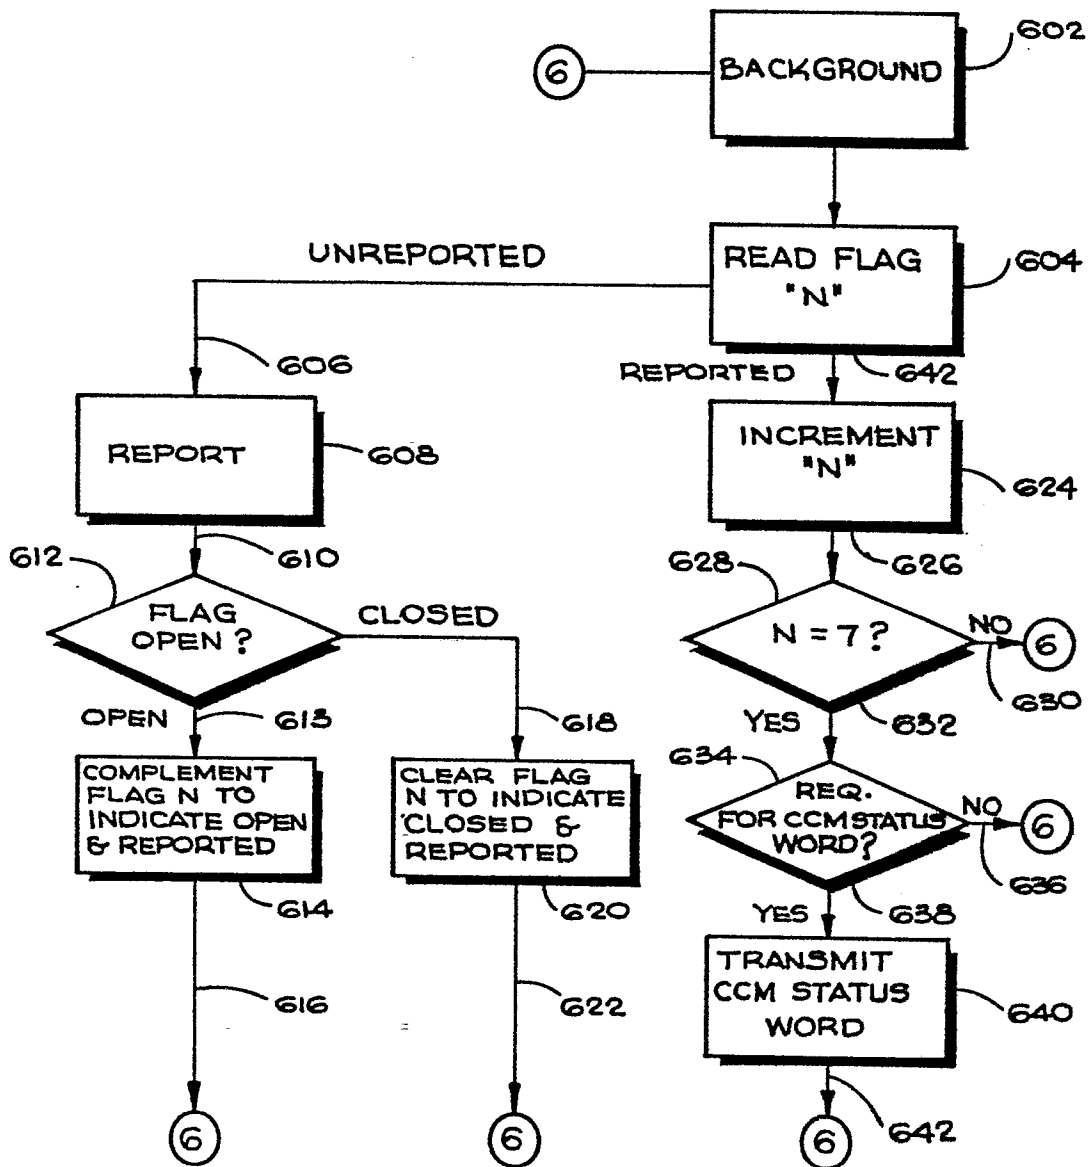 602
6
BACKGROUND
UNREPORTED
READ FLAG
"N"
604
606
REPORTED
642
REPORT
608
INCREMENT
"N"
624
610
612
626
628
FLAG
OPEN ?
CLOSED
N = 7 ?
NO
6
630
OPEN
613
618
YES
632
634
COMPLEMENT
FLAG N TO
INDICATE OPEN
& REPORTED
CLEAR FLAG
N TO INDICATE
CLOSED &
REPORTED
REQ.
FOR CCM STATUS
WORD?
NO
6
636
614
620
YES
638
TRANSMIT
CCM STATUS
WORD
640
616
622
642
6
6
6